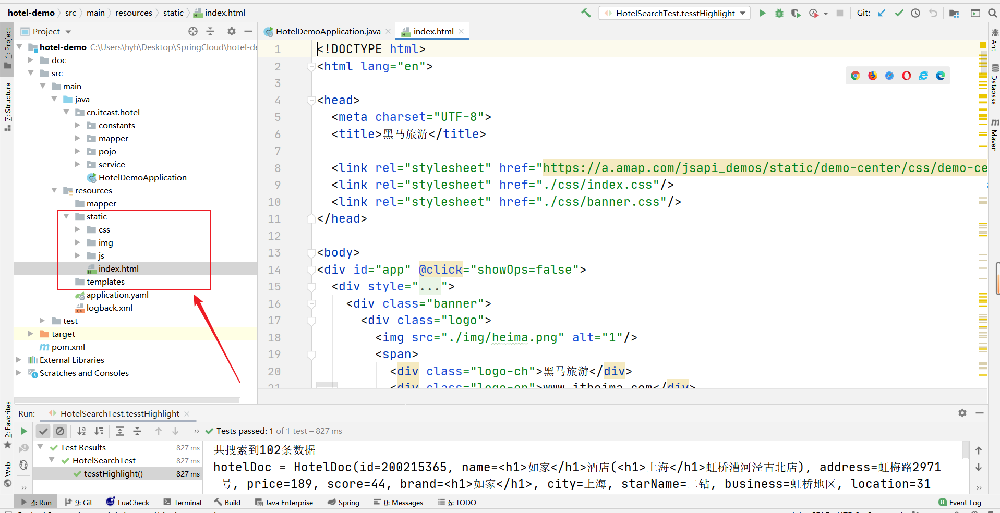 hotel-demo src main resources static index.html
HotelSearchTest.tesstHighlight Git:
1: Project
7: Structure
2: Favorites
Web
Project
hotel-demo C:\Users\hyh\Desktop\SpringCloud\hotel-de
doc
src
main
java
cn.itcast.hotel
constants
mapper
pojo
service
HotelDemoApplication
resources
mapper
static
css
img
js
index.html
templates
application.yaml
logback.xml
test
target
pom.xml
External Libraries
Scratches and Consoles
HotelDemoApplication.java index.html
1 <!DOCTYPE html>
2 <html lang="en">
3
4 <head>
5 <meta charset="UTF-8">
6 <title>黑马旅游</title>
7
8 <link rel="stylesheet" href="https://a.amap.com/jsapi_demos/static/demo-center/css/demo-ce
9 <link rel="stylesheet" href="./css/index.css"/>
10 <link rel="stylesheet" href="./css/banner.css"/>
11 </head>
12
13 <body>
14 <div id="app" @click="showOps=false">
15 <div style="...">
16 <div class="banner">
17 <div class="logo">
18 <img src="./img/heima.png" alt="1"/>
19 <span>
20 <div class="logo-ch">黑马旅游</div>
21 <div class="logo-en">www.itheima.com</div>
Ant
Database
Maven
Run: HotelSearchTest.tesstHighlight
Tests passed: 1 of 1 test – 827 ms
Test Results 827 ms
HotelSearchTest 827 ms
tesstHighlight() 827 ms
共搜索到102条数据
hotelDoc = HotelDoc(id=200215365, name=<h1>如家</h1>酒店(<h1>上海</h1>虹桥漕河泾古北店), address=虹梅路2971
号, price=189, score=44, brand=<h1>如家</h1>, city=上海, starName=二钻, business=虹桥地区, location=31
4: Run 9: Git LuaCheck Terminal Build Java Enterprise Spring 0: Messages 6: TODO 8 Event Log